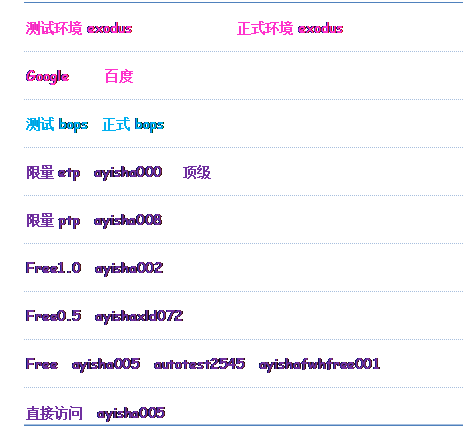 测试环境 exodus 正式环境 exodus
Google 百度
测试 bops 正式 bops
限量 etp ayisha000 顶级
限量 ptp ayisha008
Free1.0 ayisha002
Free0.5 ayishaxld072
Free ayisha005 autotest2545 ayishafwhfree001
直接访问 ayisha005